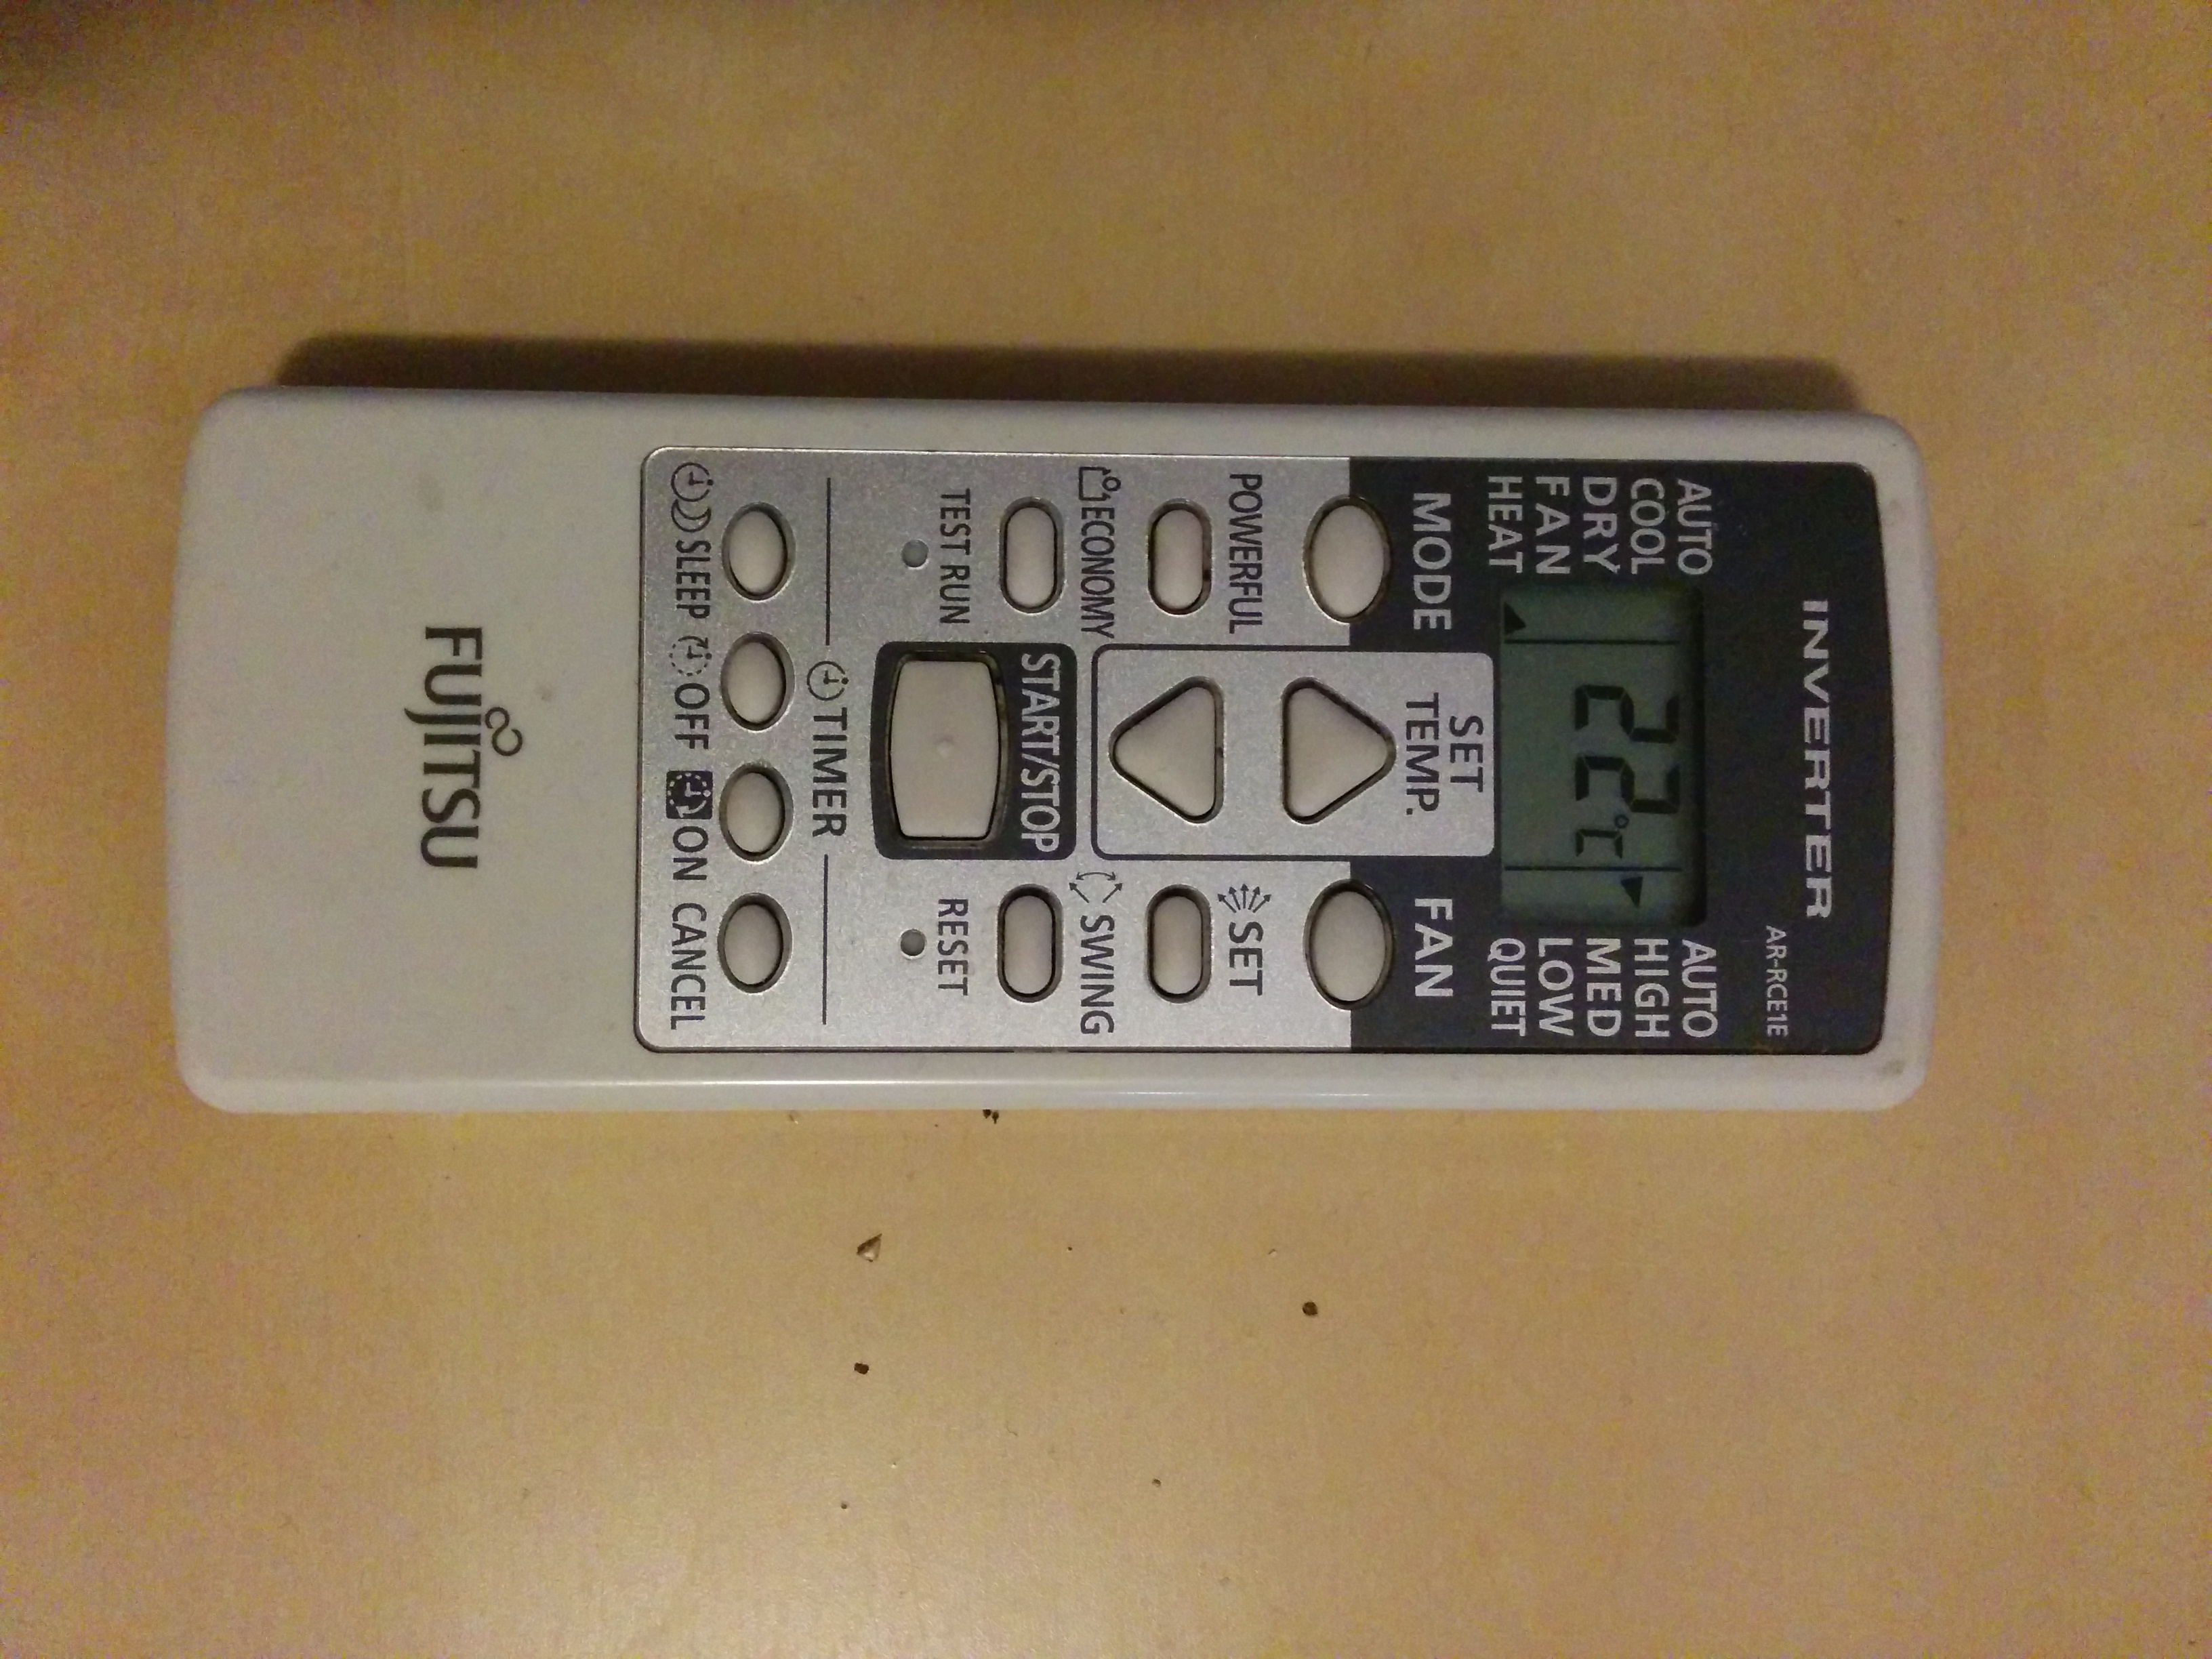 INVERTER
AR-RCE1E
AUTO AUTO
COOL HIGH
DRY MED
FAN LOW
HEAT QUIET
22°C
MODE
SET
TEMP.
FAN
POWERFUL
SET
ECONOMY
SWING
START/STOP
TEST RUN
RESET
TIMER
SLEEP OFF ON CANCEL
FUJITSU